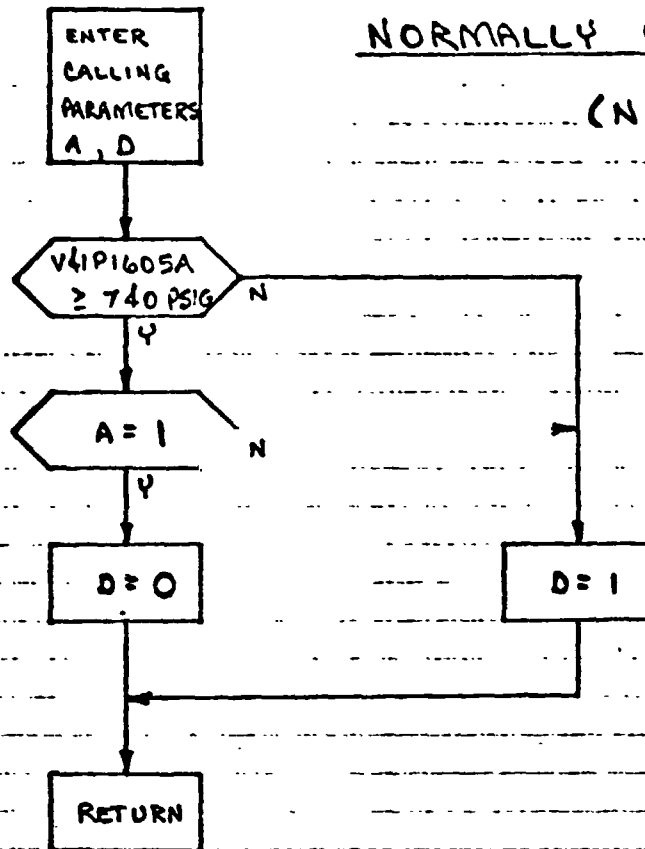 NORMALLY
(N
ENTER
CALLING
PARAMETERS
A, D
V41P1605A
≥ 740 PSIG
N
Y
A = 1
N
Y
D = 0
D = 1
RETURN